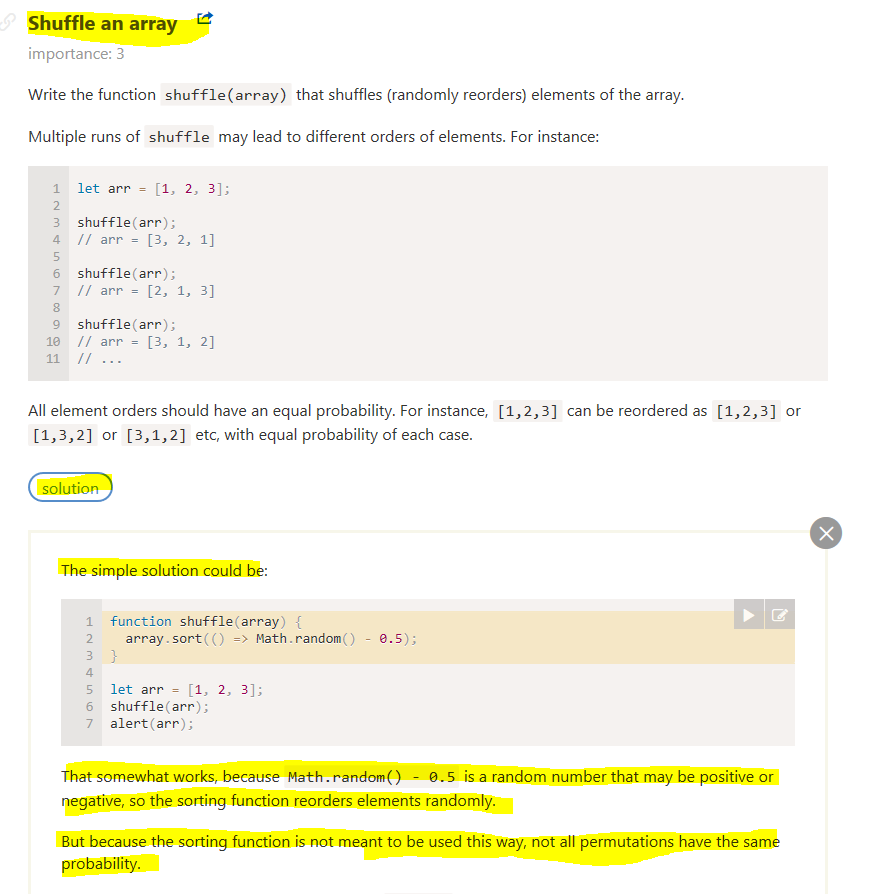 Shuffle an array
importance: 3
Write the function shuffle(array) that shuffles (randomly reorders) elements of the array.
Multiple runs of shuffle may lead to different orders of elements. For instance:
1 let arr = [1, 2, 3];
2
3 shuffle(arr);
4 // arr = [3, 2, 1]
5
6 shuffle(arr);
7 // arr = [2, 1, 3]
8
9 shuffle(arr);
10 // arr = [3, 1, 2]
11 // ...
All element orders should have an equal probability. For instance, [1,2,3] can be reordered as [1,2,3] or
[1,3,2] or [3,1,2] etc, with equal probability of each case.
solution
The simple solution could be:
1 function shuffle(array) {
2   array.sort(() => Math.random() - 0.5);
3 }
4
5 let arr = [1, 2, 3];
6 shuffle(arr);
7 alert(arr);
That somewhat works, because Math.random() - 0.5 is a random number that may be positive or
negative, so the sorting function reorders elements randomly.
But because the sorting function is not meant to be used this way, not all permutations have the same
probability.